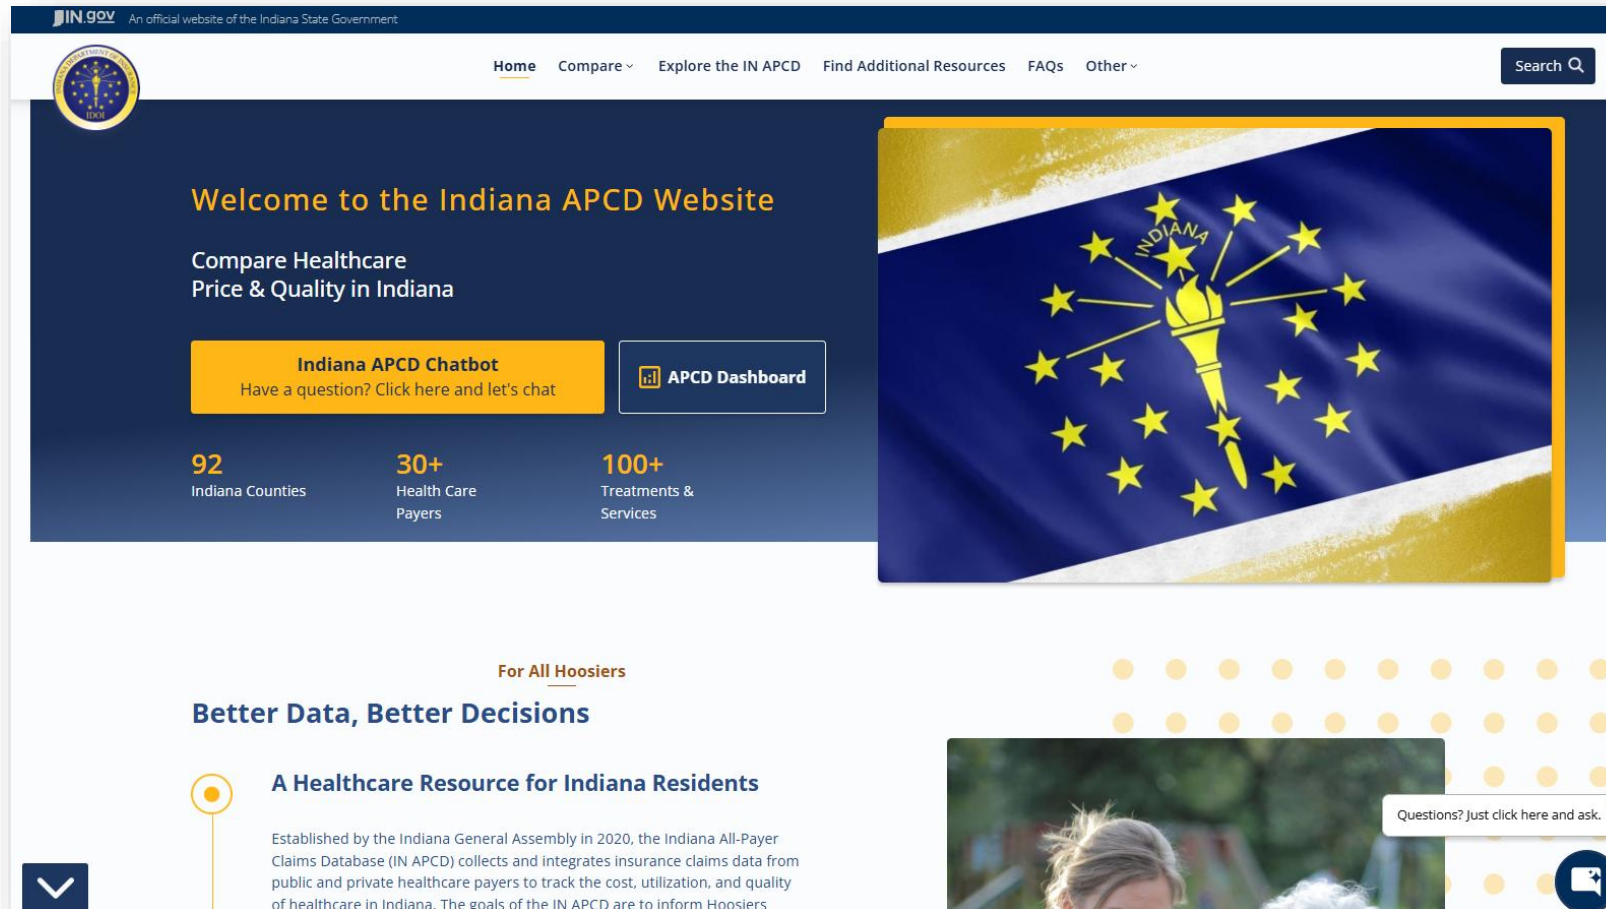 IN.gov An official website of the Indiana State Government
INDIANA DEPARTMENT OF INSURANCE
IDOI
Home Compare Explore the IN APCD Find Additional Resources FAQs Other
Search
Welcome to the Indiana APCD Website
Compare Healthcare
Price & Quality in Indiana
Indiana APCD Chatbot
Have a question? Click here and let's chat
APCD Dashboard
92
Indiana Counties
30+
Health Care
Payers
100+
Treatments &
Services
INDIANA
For All Hoosiers
Better Data, Better Decisions
A Healthcare Resource for Indiana Residents
Established by the Indiana General Assembly in 2020, the Indiana All-Payer
Claims Database (IN APCD) collects and integrates insurance claims data from
public and private healthcare payers to track the cost, utilization, and quality
of healthcare in Indiana. The goals of the IN APCD are to inform Hoosiers
Questions? Just click here and ask.